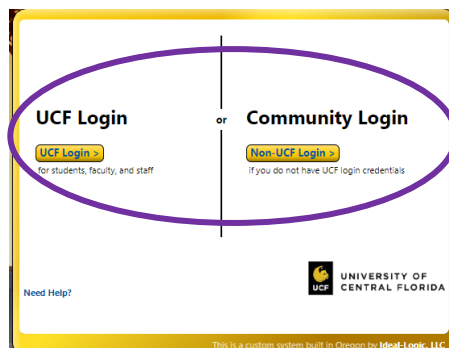 UCF Login
UCF Login >
for students, faculty, and staff
or
Community Login
Non-UCF Login >
if you do not have UCF login credentials
Need Help?
UCF
UNIVERSITY OF
CENTRAL FLORIDA
This is a custom system built in Oregon by Ideal-Logic, LLC